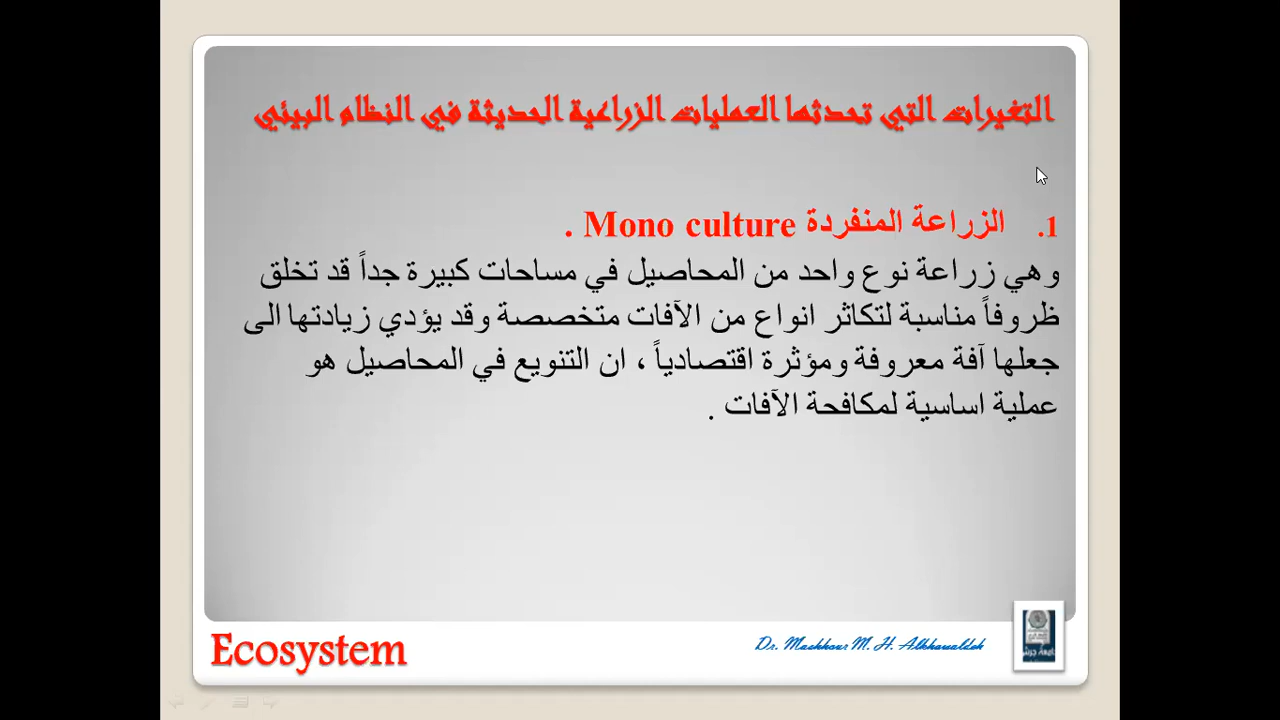 التغيرات التي تحدثها العمليات الزراعية الحديثة في النظام البيئي
1. الزراعة المنفردة Mono culture .
وهي زراعة نوع واحد من المحاصيل في مساحات كبيرة جداً قد تخلق
ظروفاً مناسبة لتكاثر انواع من الآفات متخصصة وقد يؤدي زيادتها الى
جعلها آفة معروفة ومؤثرة اقتصادياً ، ان التنويع في المحاصيل هو
عملية اساسية لمكافحة الآفات .
Ecosystem
Dr. Mashhour M. H. Alkhawaldeh